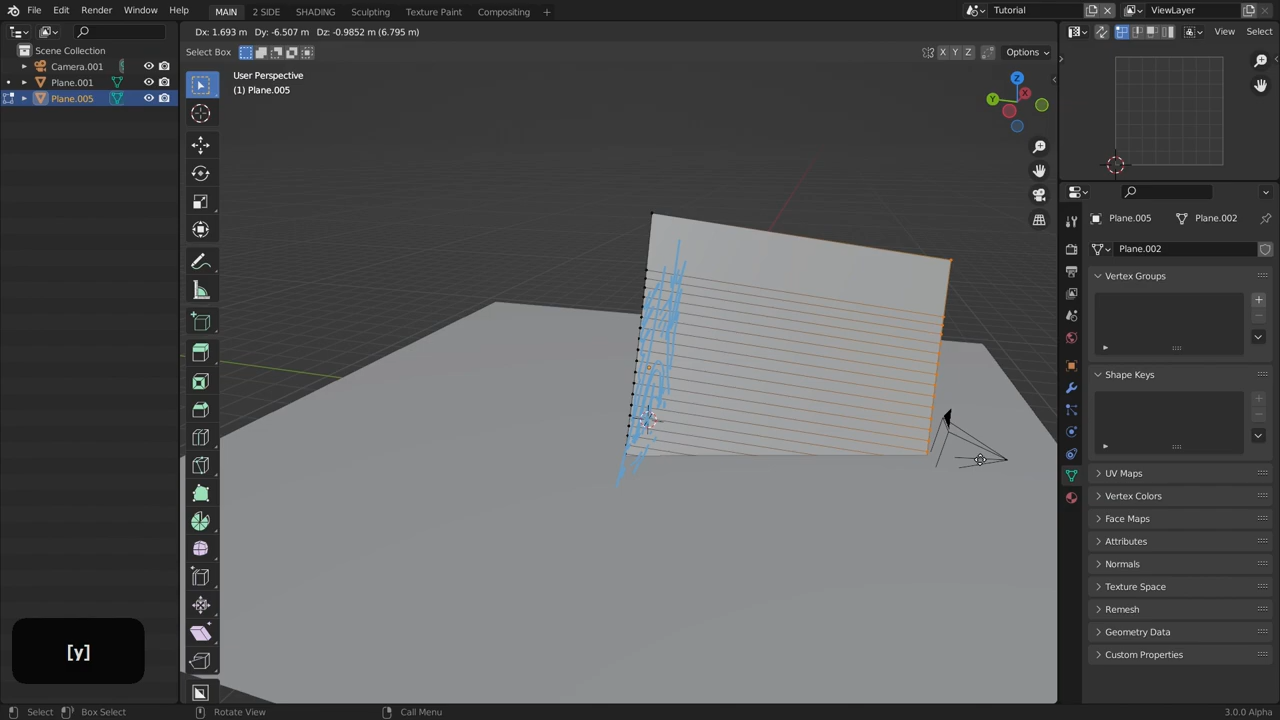 File Edit Render Window Help MAIN 2 SIDE SHADING Sculpting Texture Paint Compositing + Tutorial ViewLayer
Dx: 1.693 m Dy: -6.507 m Dz: -0.9852 m (6.795 m) View Select
Scene Collection
Camera.001
Plane.001
Plane.005
Select Box X Y Z Options
User Perspective
(1) Plane.005
Z
X
Y
Plane.005 Plane.002
Plane.002
Vertex Groups
Shape Keys
UV Maps
Vertex Colors
Face Maps
Attributes
Normals
Texture Space
Remesh
Geometry Data
Custom Properties
[y]
Select Box Select Rotate View Call Menu 3.0.0 Alpha